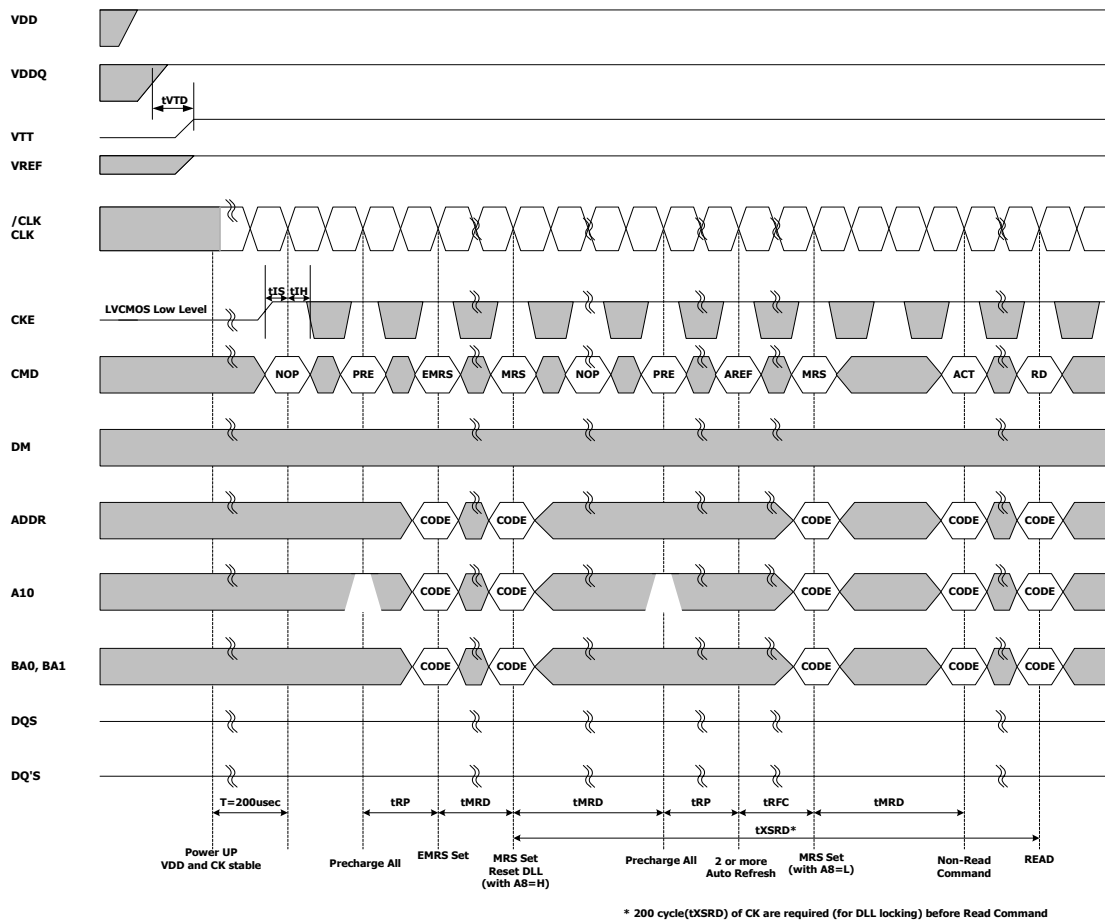 VDD
VDDQ
tVTD
VTT
VREF
/CLK
CLK
tIS tIH
CKE
LVCMOS Low Level
CMD
NOP PRE EMRS MRS NOP PRE AREF MRS ACT RD
DM
ADDR
CODE CODE CODE CODE CODE
A10
CODE CODE CODE CODE CODE
BA0, BA1
CODE CODE CODE CODE CODE
DQS
DQ'S
T=200usec tRP tMRD tMRD tRP tRFC tMRD
tXSRD*
Power UP
VDD and CK stable
Precharge All
EMRS Set
MRS Set
Reset DLL
(with A8=H)
Precharge All
2 or more
Auto Refresh
MRS Set
(with A8=L)
Non-Read
Command
READ
* 200 cycle(tXSRD) of CK are required (for DLL locking) before Read Command